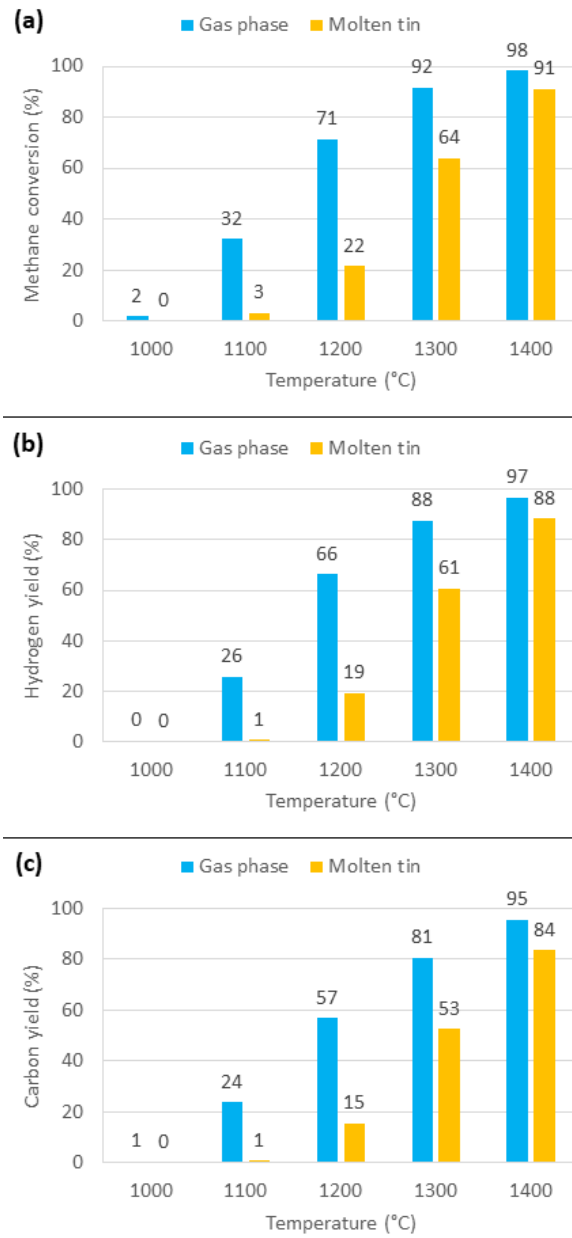 (a)
Gas phase Molten tin
Methane conversion (%)
100
80
60
40
20
0
2 0 32 3 71 22 92 64 98 91
1000 1100 1200 1300 1400
Temperature (°C)
(b)
Gas phase Molten tin
Hydrogen yield (%)
100
80
60
40
20
0
0 0 26 1 66 19 88 61 97 88
1000 1100 1200 1300 1400
Temperature (°C)
(c)
Gas phase Molten tin
Carbon yield (%)
100
80
60
40
20
0
1 0 24 1 57 15 81 53 95 84
1000 1100 1200 1300 1400
Temperature (°C)